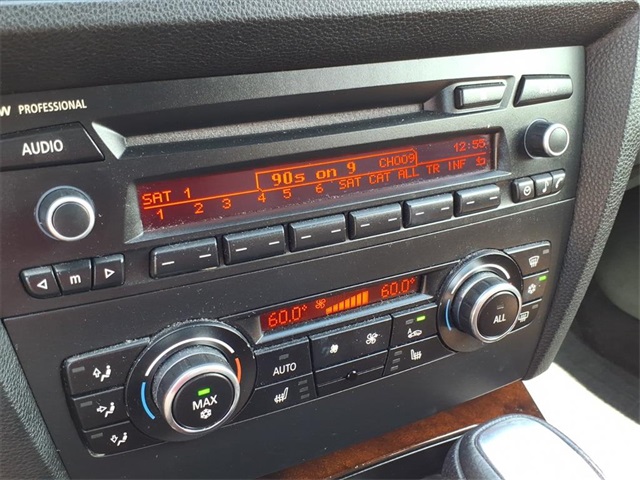 W PROFESSIONAL
AUDIO
12:55
90s on 9 CH009
SAT 1
1 2 3 4 5 6 SAT CAT ALL TR INF
m
60.0° 60.0°
MAX
AUTO
ALL